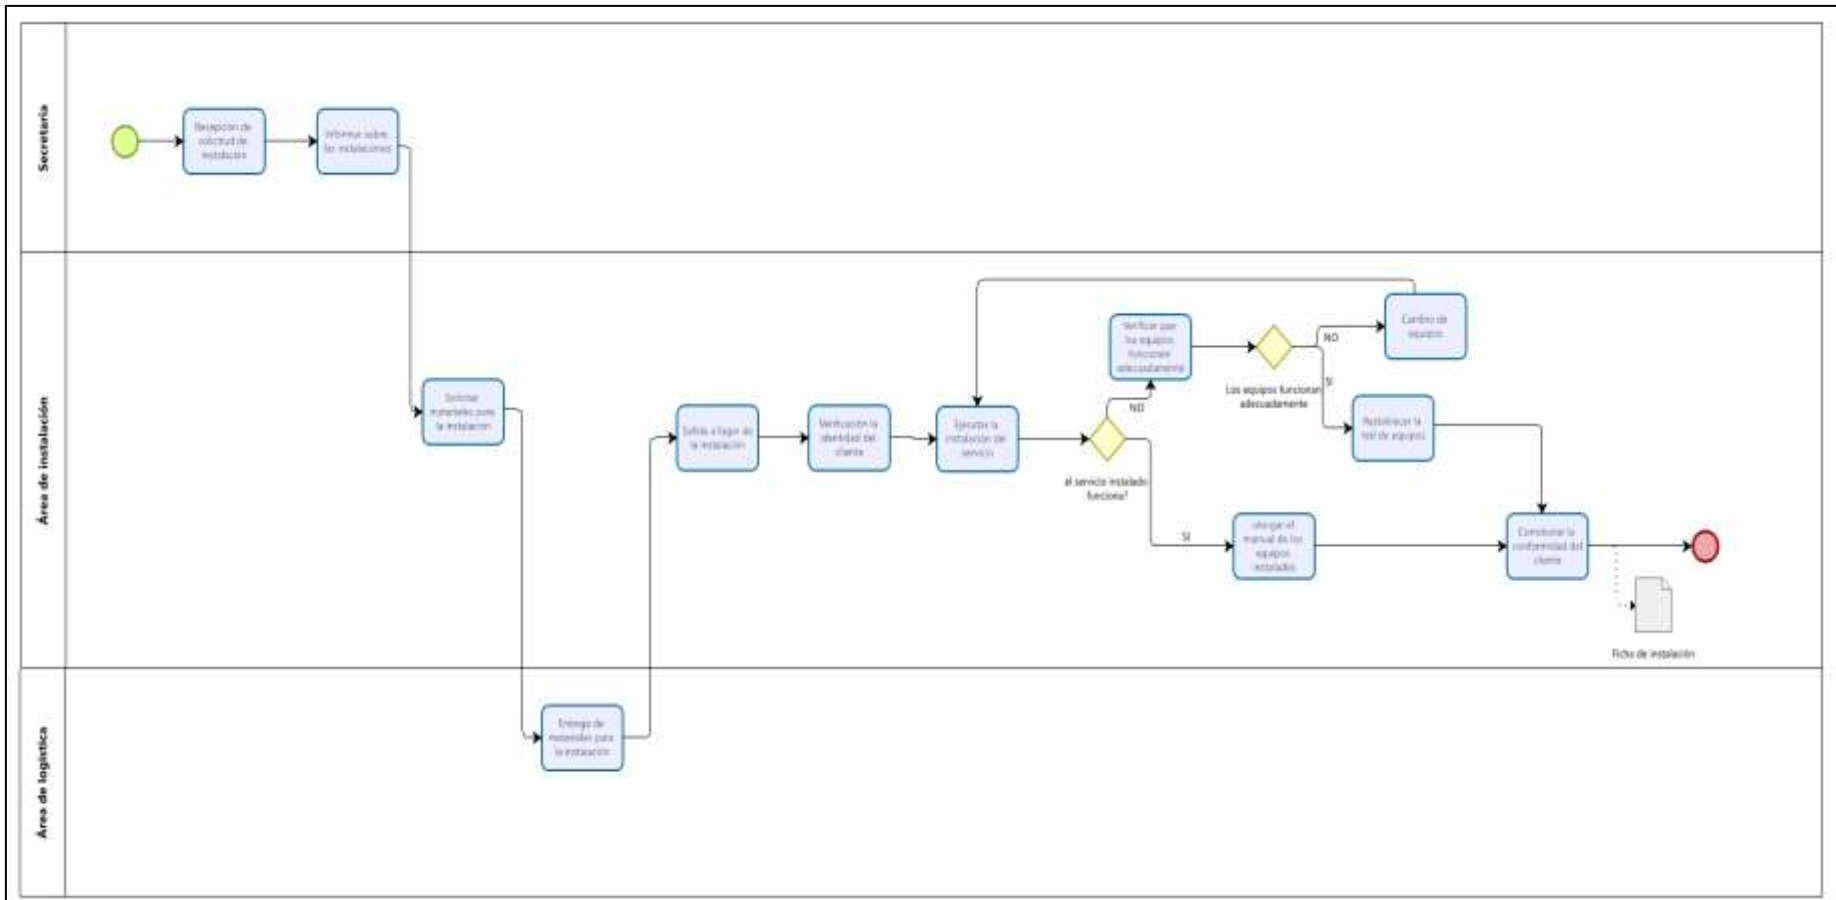 Secretaría
Recepción de
solicitud de
instalación
Informar sobre
las instalaciones
Área de instalación
Solicitar
materiales para
la instalación
Salida a lugar de
la instalación
Verificación la
identidad del
cliente
Ejecutar la
instalación de
servicio
el servicio instalado
funciona?
NO
Verificar que
los equipos
funcionen
adecuadamente
Los equipos funcionan
adecuadamente
NO
Cambio de
equipos
SI
Restablecer la
red de equipos
SI
otorgar el
manual de los
equipos
instalados
la
conformidad del
cliente
Ficha de instalación
Área de logística
Entrega de
materiales para
la instalación